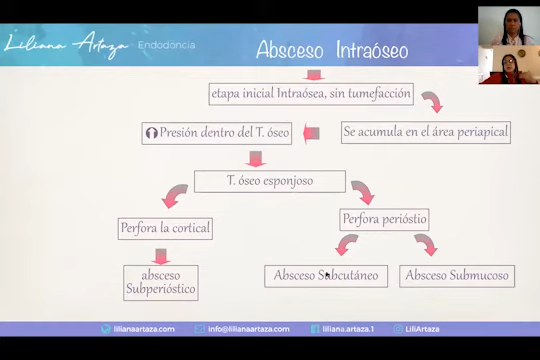 Liliana Artaza Endodoncia
Absceso Intraóseo
etapa inicial Intraósea, sin tumefacción
Presión dentro del T. óseo
Se acumula en el área periapical
T. óseo esponjoso
Perfora la cortical
Perfora perióstio
absceso
Subperióstico
Absceso Subcutáneo
Absceso Submucoso
lilianaartaza.com
info@lilianaartaza.com
liliana.artaza.1
LiliArtaza